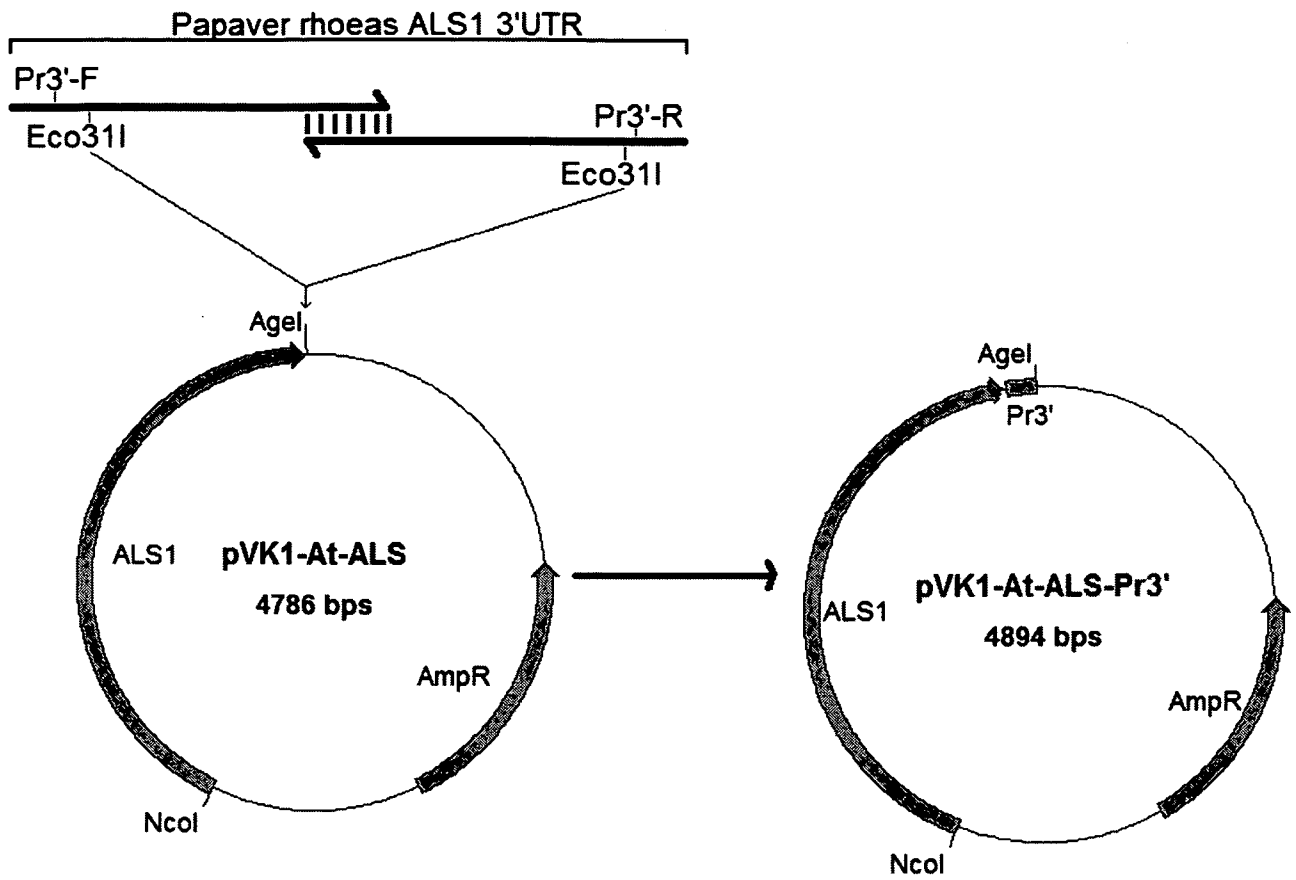 Papaver rhoeas ALS1 3'UTR
Pr3'-F
Eco31I
Pr3'-R
Eco31I
AgeI
ALS1
pVK1-At-ALS
4786 bps
AmpR
NcoI
AgeI
Pr3'
ALS1
pVK1-At-ALS-Pr3'
4894 bps
AmpR
NcoI